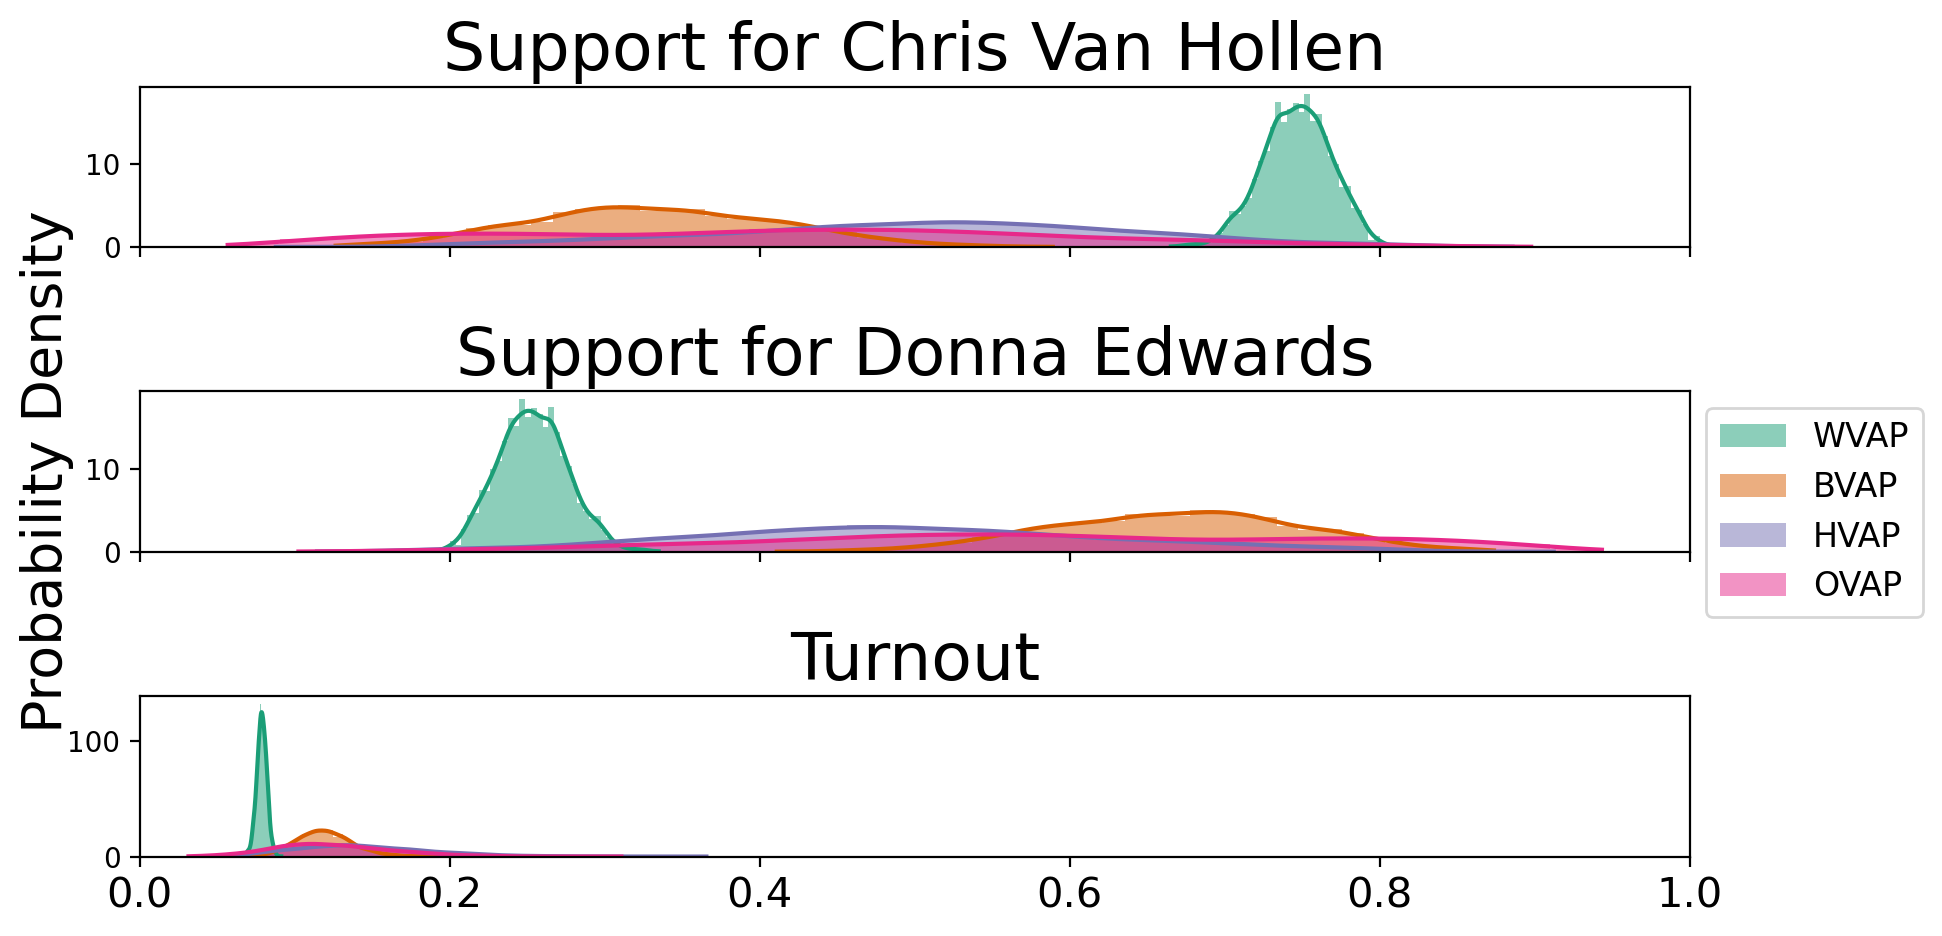 Support for Chris Van Hollen
10
0
Probability Density
Support for Donna Edwards
10
0
WVAP
BVAP
HVAP
OVAP
Turnout
100
0
0.0 0.2 0.4 0.6 0.8 1.0